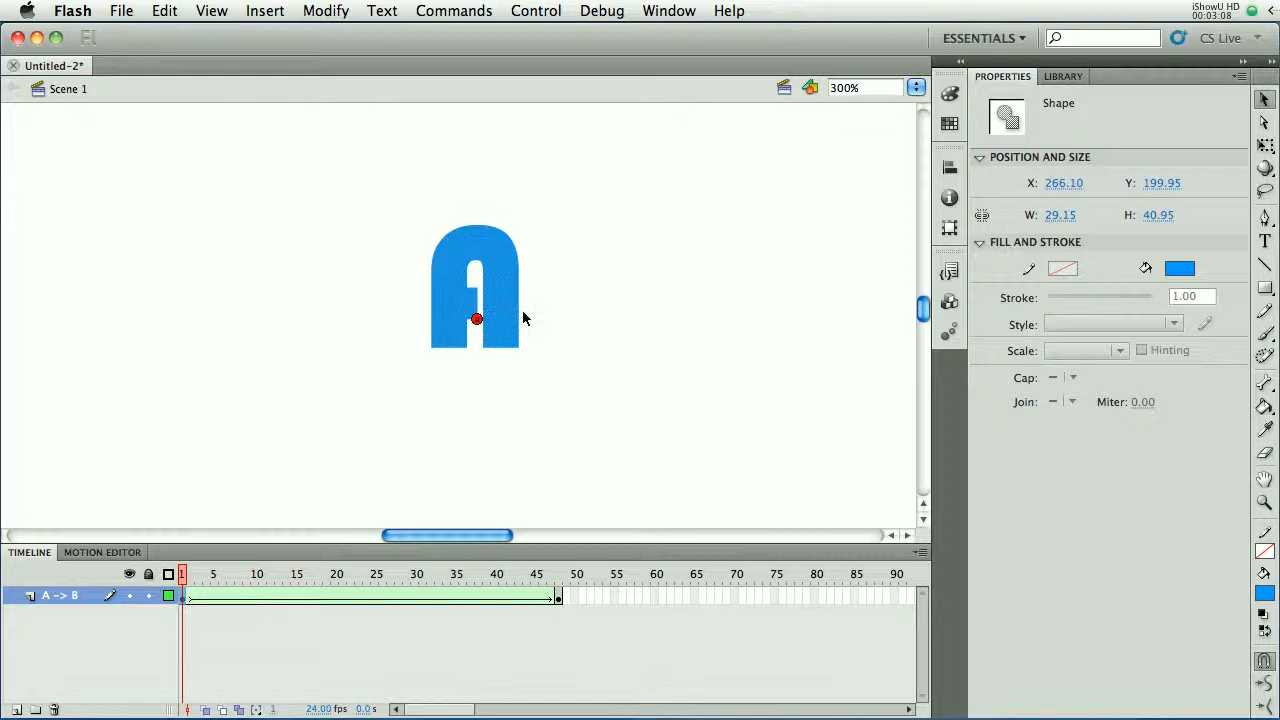 Flash File Edit View Insert Modify Text Commands Control Debug Window Help iShowU HD
00:03:08
Fl ESSENTIALS CS Live
Untitled-2*
Scene 1 300%
PROPERTIES LIBRARY
Shape
POSITION AND SIZE
X: 266.10 Y: 199.95
W: 29.15 H: 40.95
FILL AND STROKE
Stroke: 1.00
Style:
Scale: Hinting
Cap:
Join: Miter: 0.00
A
TIMELINE MOTION EDITOR
1 5 10 15 20 25 30 35 40 45 50 55 60 65 70 75 80 85 90
A -> B
1 24.00 fps 0.0 s